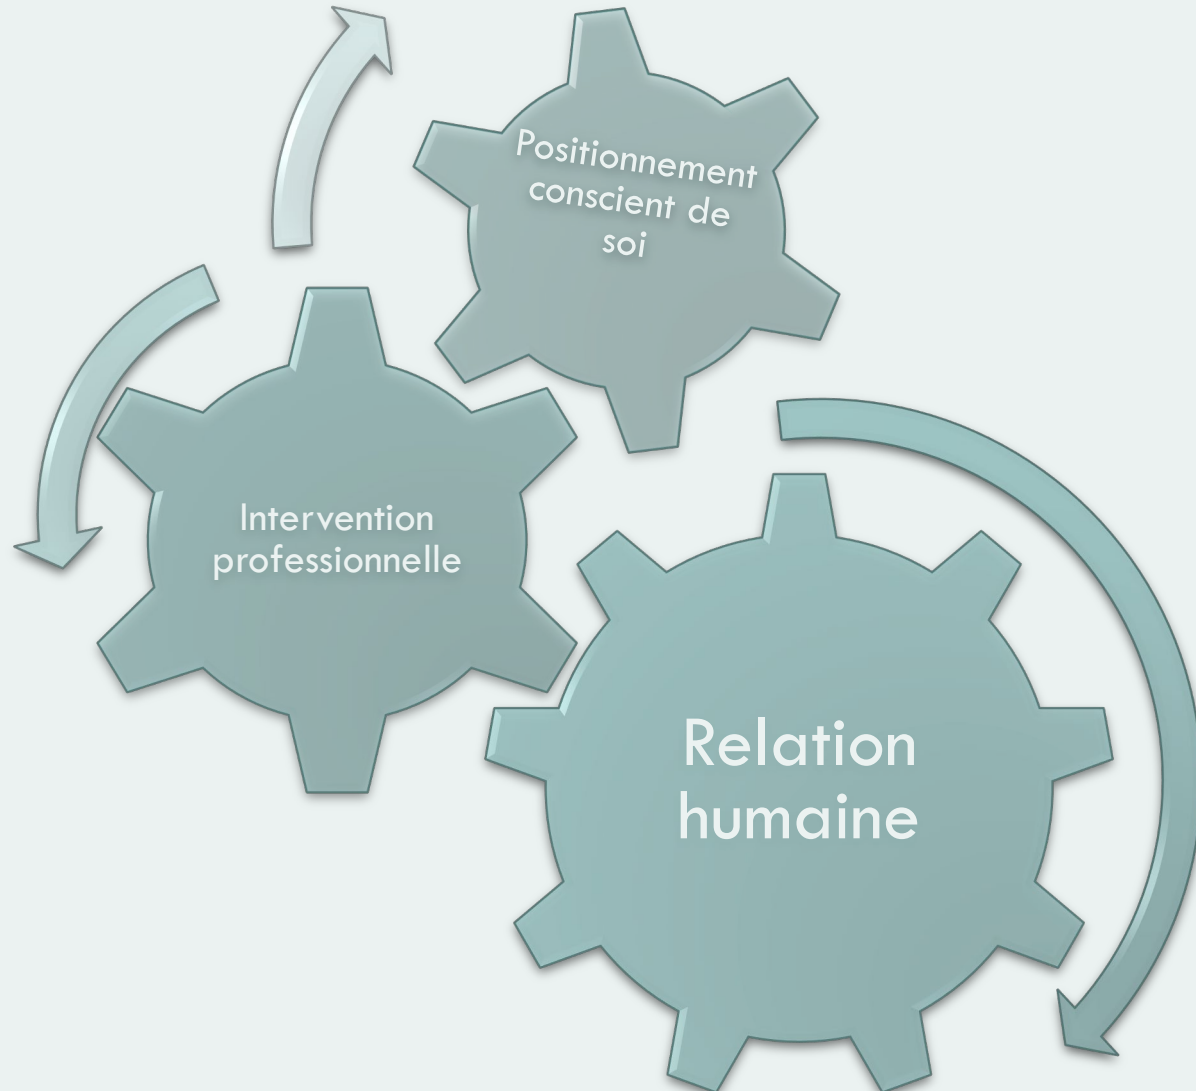 Positionnement
conscient de
soi
Intervention
professionnelle
Relation
humaine